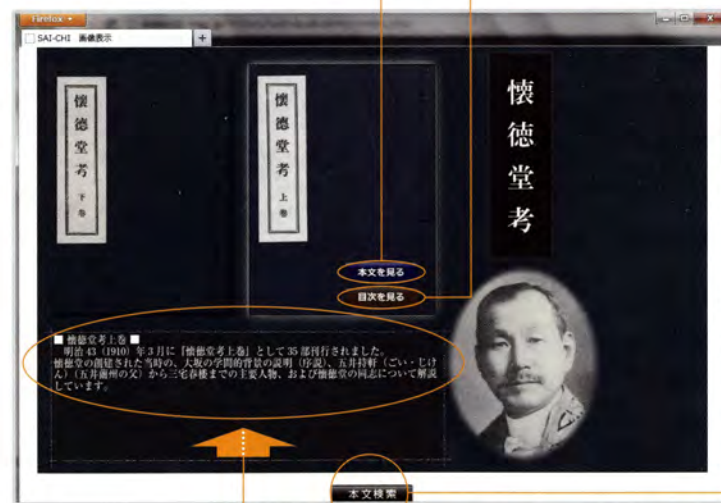 Firefox
SAI-CHI 画像表示
+
懐徳堂考
下巻
懐徳堂考
上巻
懐徳堂考
本文を見る
目次を見る
■ 懐徳堂考上巻 ■
明治 43（1910）年 3 月に『懐徳堂考上巻』として 35 部刊行されました。
懐徳堂の創建された当時の、大坂の学問的背景の説明（序説）、五井持軒（ごい・じけ
ん）（五井蘭州の父）から三宅春楼までの主要人物、および懐徳堂の同志について解説
しています。
本文検索